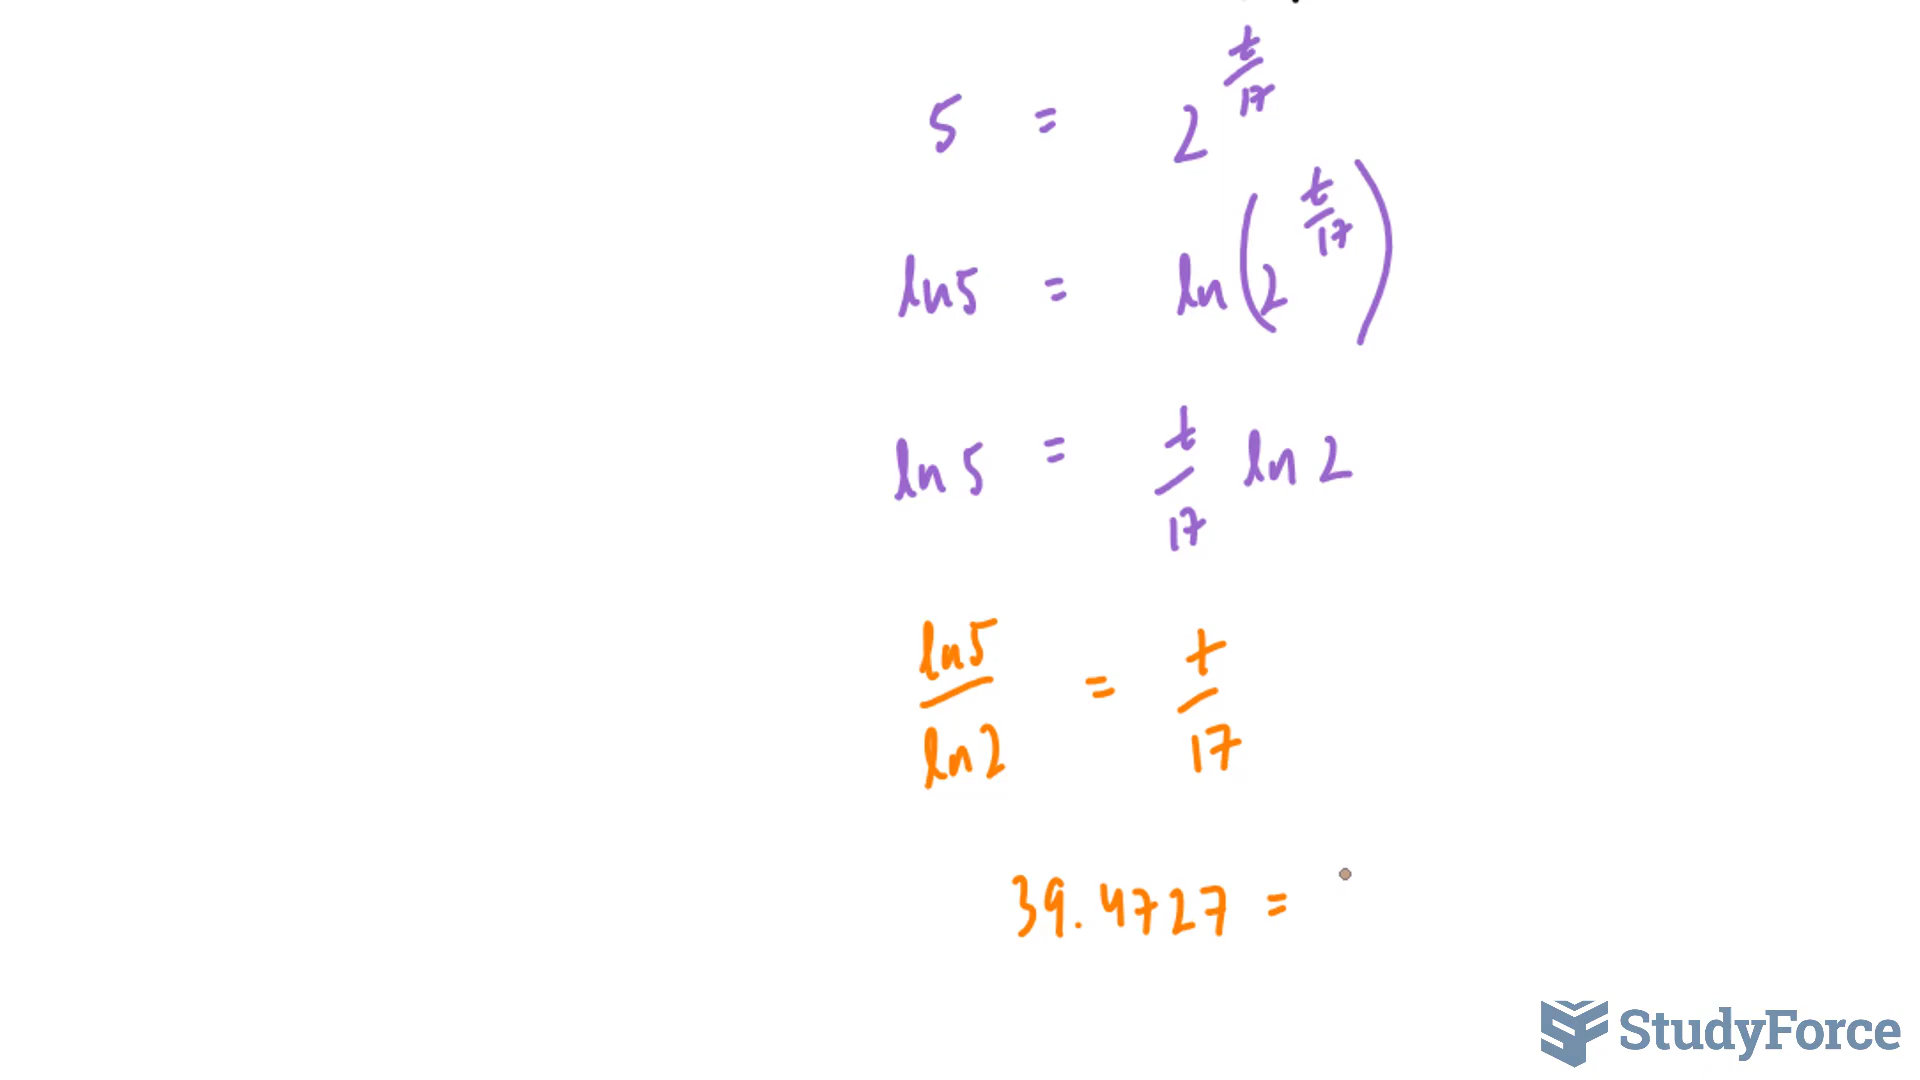 5 = 2^(t/17)
ln5 = ln(2^(t/17))
ln 5 = t/17 ln 2
ln5/ln2 = t/17
39.4727 =
StudyForce